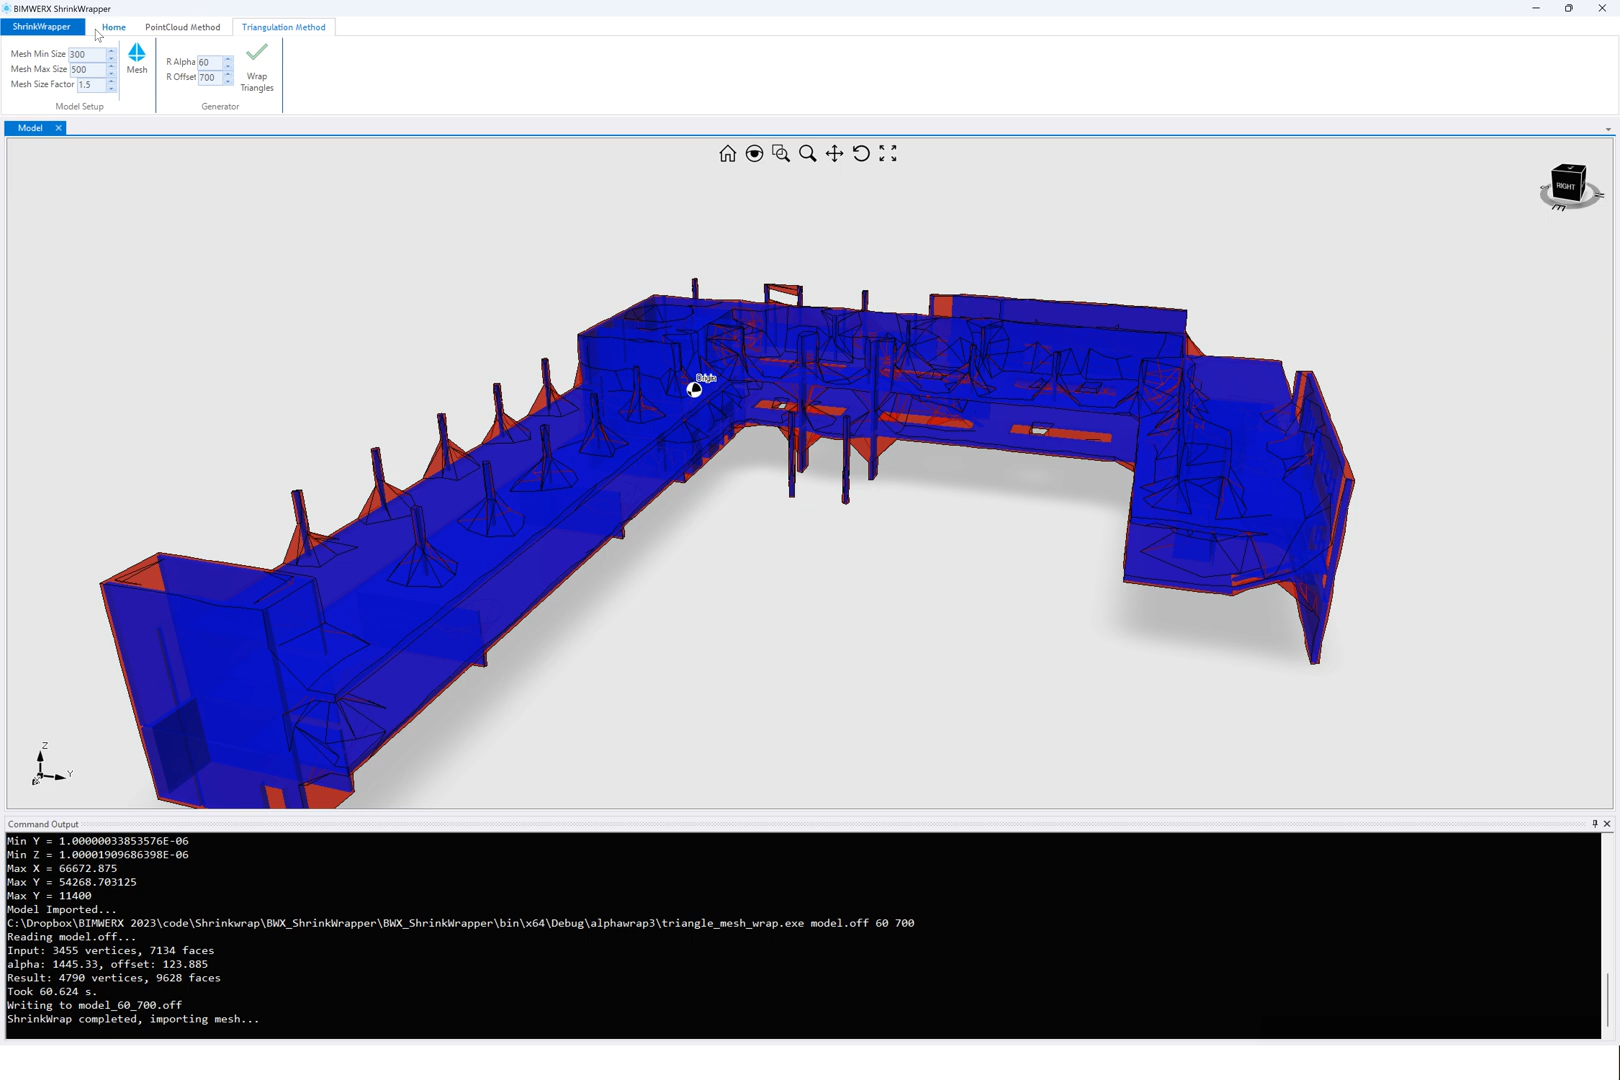 BIMWERX ShrinkWrapper
ShrinkWrapper
Home
PointCloud Method
Triangulation Method
Mesh Min Size 300
Mesh Max Size 500
Mesh Size Factor 1.5
Mesh
Model Setup
R Alpha 60
R Offset 700
Wrap
Triangles
Generator
Model
RIGHT
Z
Y
Command Output
Min Y = 1.00000033853576E-06
Min Z = 1.00001909686398E-06
Max X = 66672.875
Max Y = 54268.703125
Max Y = 11400
Model Imported...
C:\Dropbox\BIMWERX 2023\code\Shrinkwrap\BWX_ShrinkWrapper\BWX_ShrinkWrapper\bin\x64\Debug\alphawrap3\triangle_mesh_wrap.exe model.off 60 700
Reading model.off...
Input: 3455 vertices, 7134 faces
alpha: 1445.33, offset: 123.885
Result: 4790 vertices, 9628 faces
Took 60.624 s.
Writing to model_60_700.off
ShrinkWrap completed, importing mesh...